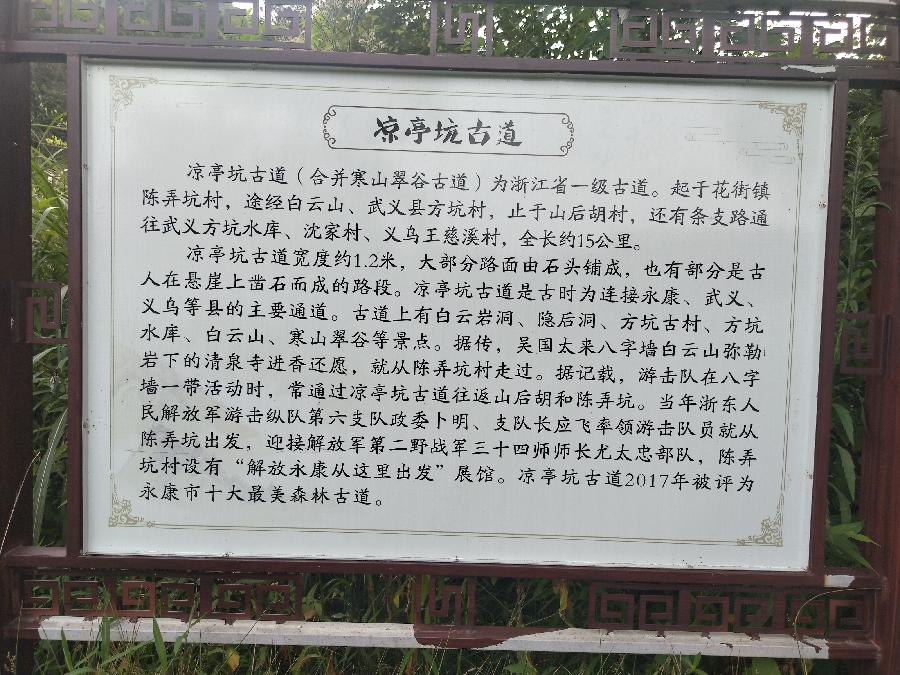 凉亭坑古道
凉亭坑古道（合并寒山翠谷古道）为浙江省一级古道。起于花街镇
陈弄坑村，途经白云山、武义县方坑村，止于山后胡村，还有条支路通
往武义方坑水库、沈家村、义乌王慈溪村，全长约15公里。
凉亭坑古道宽度约1.2米，大部分路面由石头铺成，也有部分是古
人在悬崖上凿石而成的路段。凉亭坑古道是古时为连接永康、武义、
义乌等县的主要通道。古道上有白云岩洞、隐后洞、方坑古村、方坑
水库、白云山、寒山翠谷等景点。据传，吴国太来八字墙白云山弥勒
岩下的清泉寺进香还愿，就从陈弄坑村走过。据记载，游击队在八字
墙一带活动时，常通过凉亭坑古道往返山后胡和陈弄坑。当年浙东人
民解放军游击纵队第六支队政委卜明、支队长应飞率领游击队员就从
陈弄坑出发，迎接解放军第二野战军三十四师师长尤太忠部队，陈弄
坑村设有“解放永康从这里出发”展馆。凉亭坑古道2017年被评为
永康市十大最美森林古道。